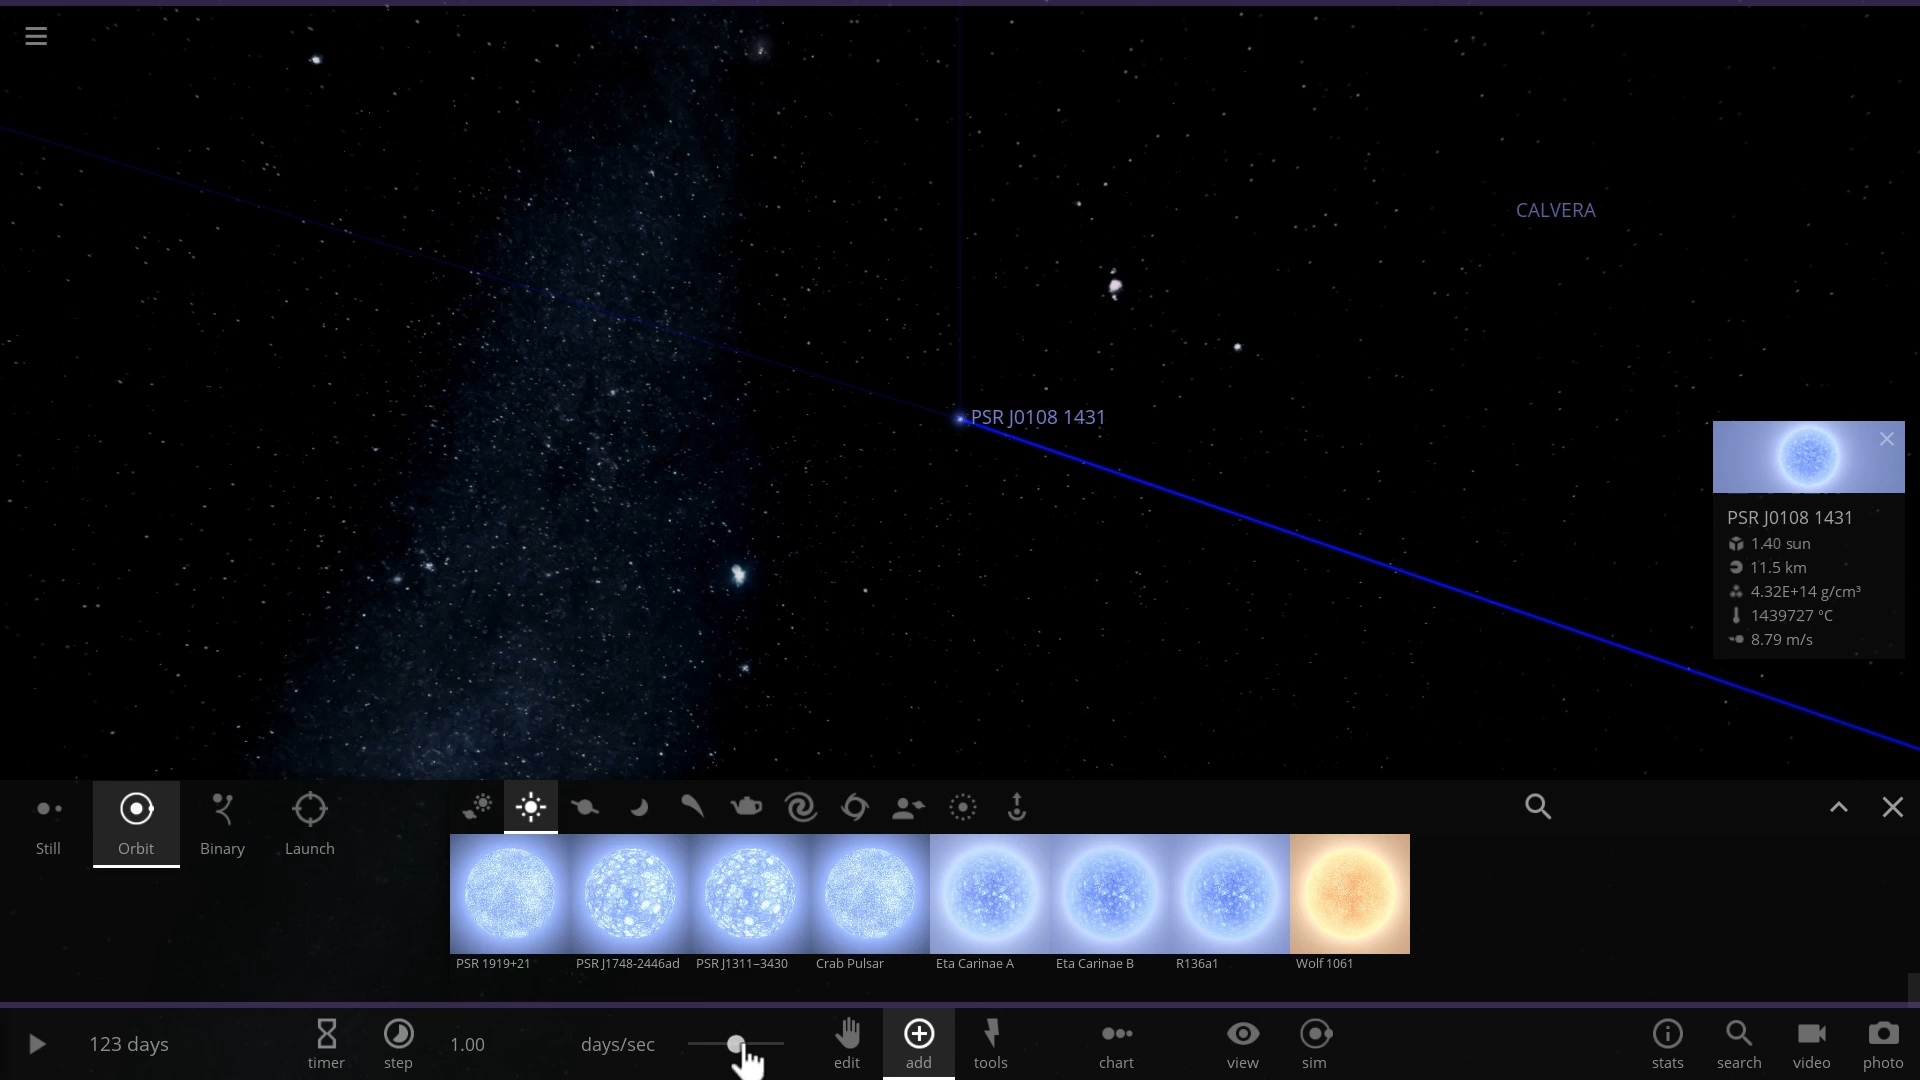 CALVERA
PSR J0108 1431
PSR J0108 1431
1.40 sun
11.5 km
4.32E+14 g/cm³
1439727 °C
8.79 m/s
Still
Orbit
Binary
Launch
PSR 1919+21
PSR J1748-2446ad
PSR J1311–3430
Crab Pulsar
Eta Carinae A
Eta Carinae B
R136a1
Wolf 1061
123 days
timer
step
1.00
days/sec
edit
add
tools
chart
view
sim
stats
search
video
photo